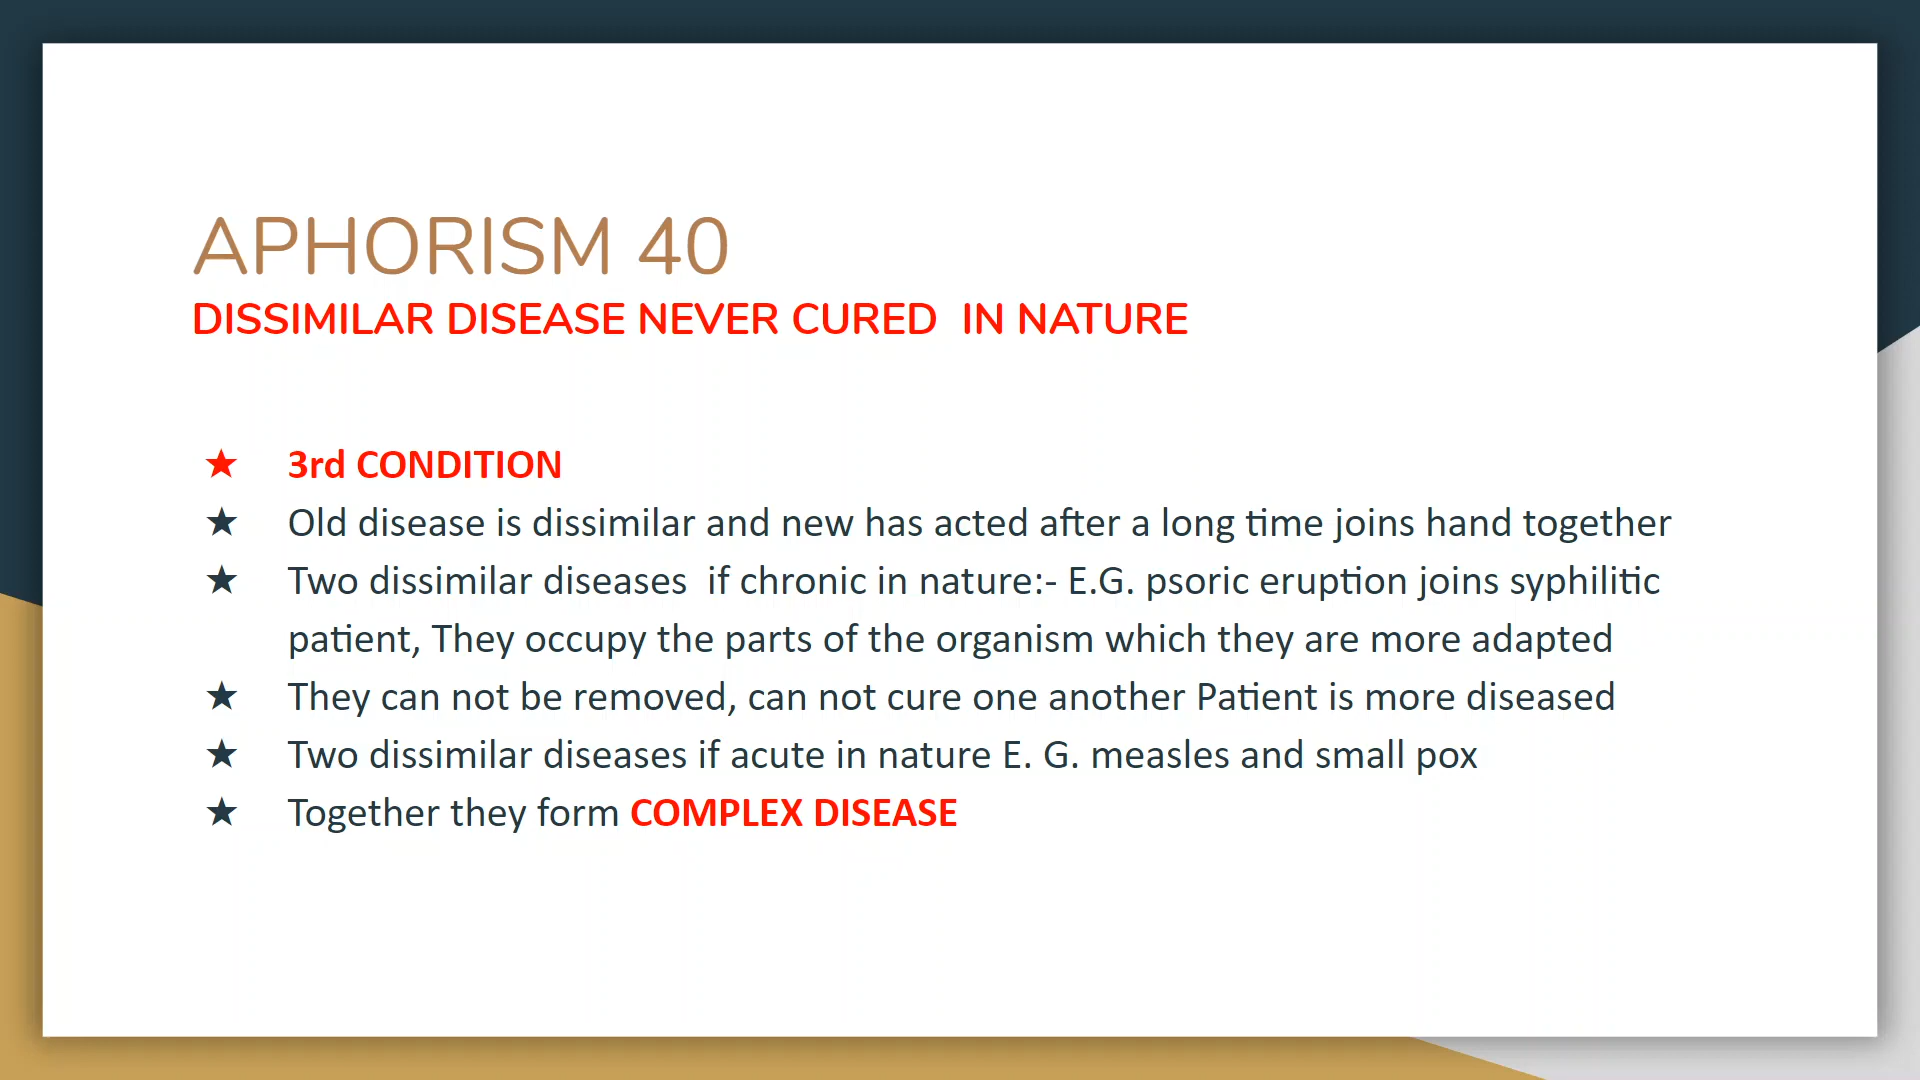 APHORISM 40
DISSIMILAR DISEASE NEVER CURED  IN NATURE
★ 3rd CONDITION
★ Old disease is dissimilar and new has acted after a long time joins hand together
★ Two dissimilar diseases  if chronic in nature:- E.G. psoric eruption joins syphilitic
patient, They occupy the parts of the organism which they are more adapted
★ They can not be removed, can not cure one another Patient is more diseased
★ Two dissimilar diseases if acute in nature E. G. measles and small pox
★ Together they form COMPLEX DISEASE